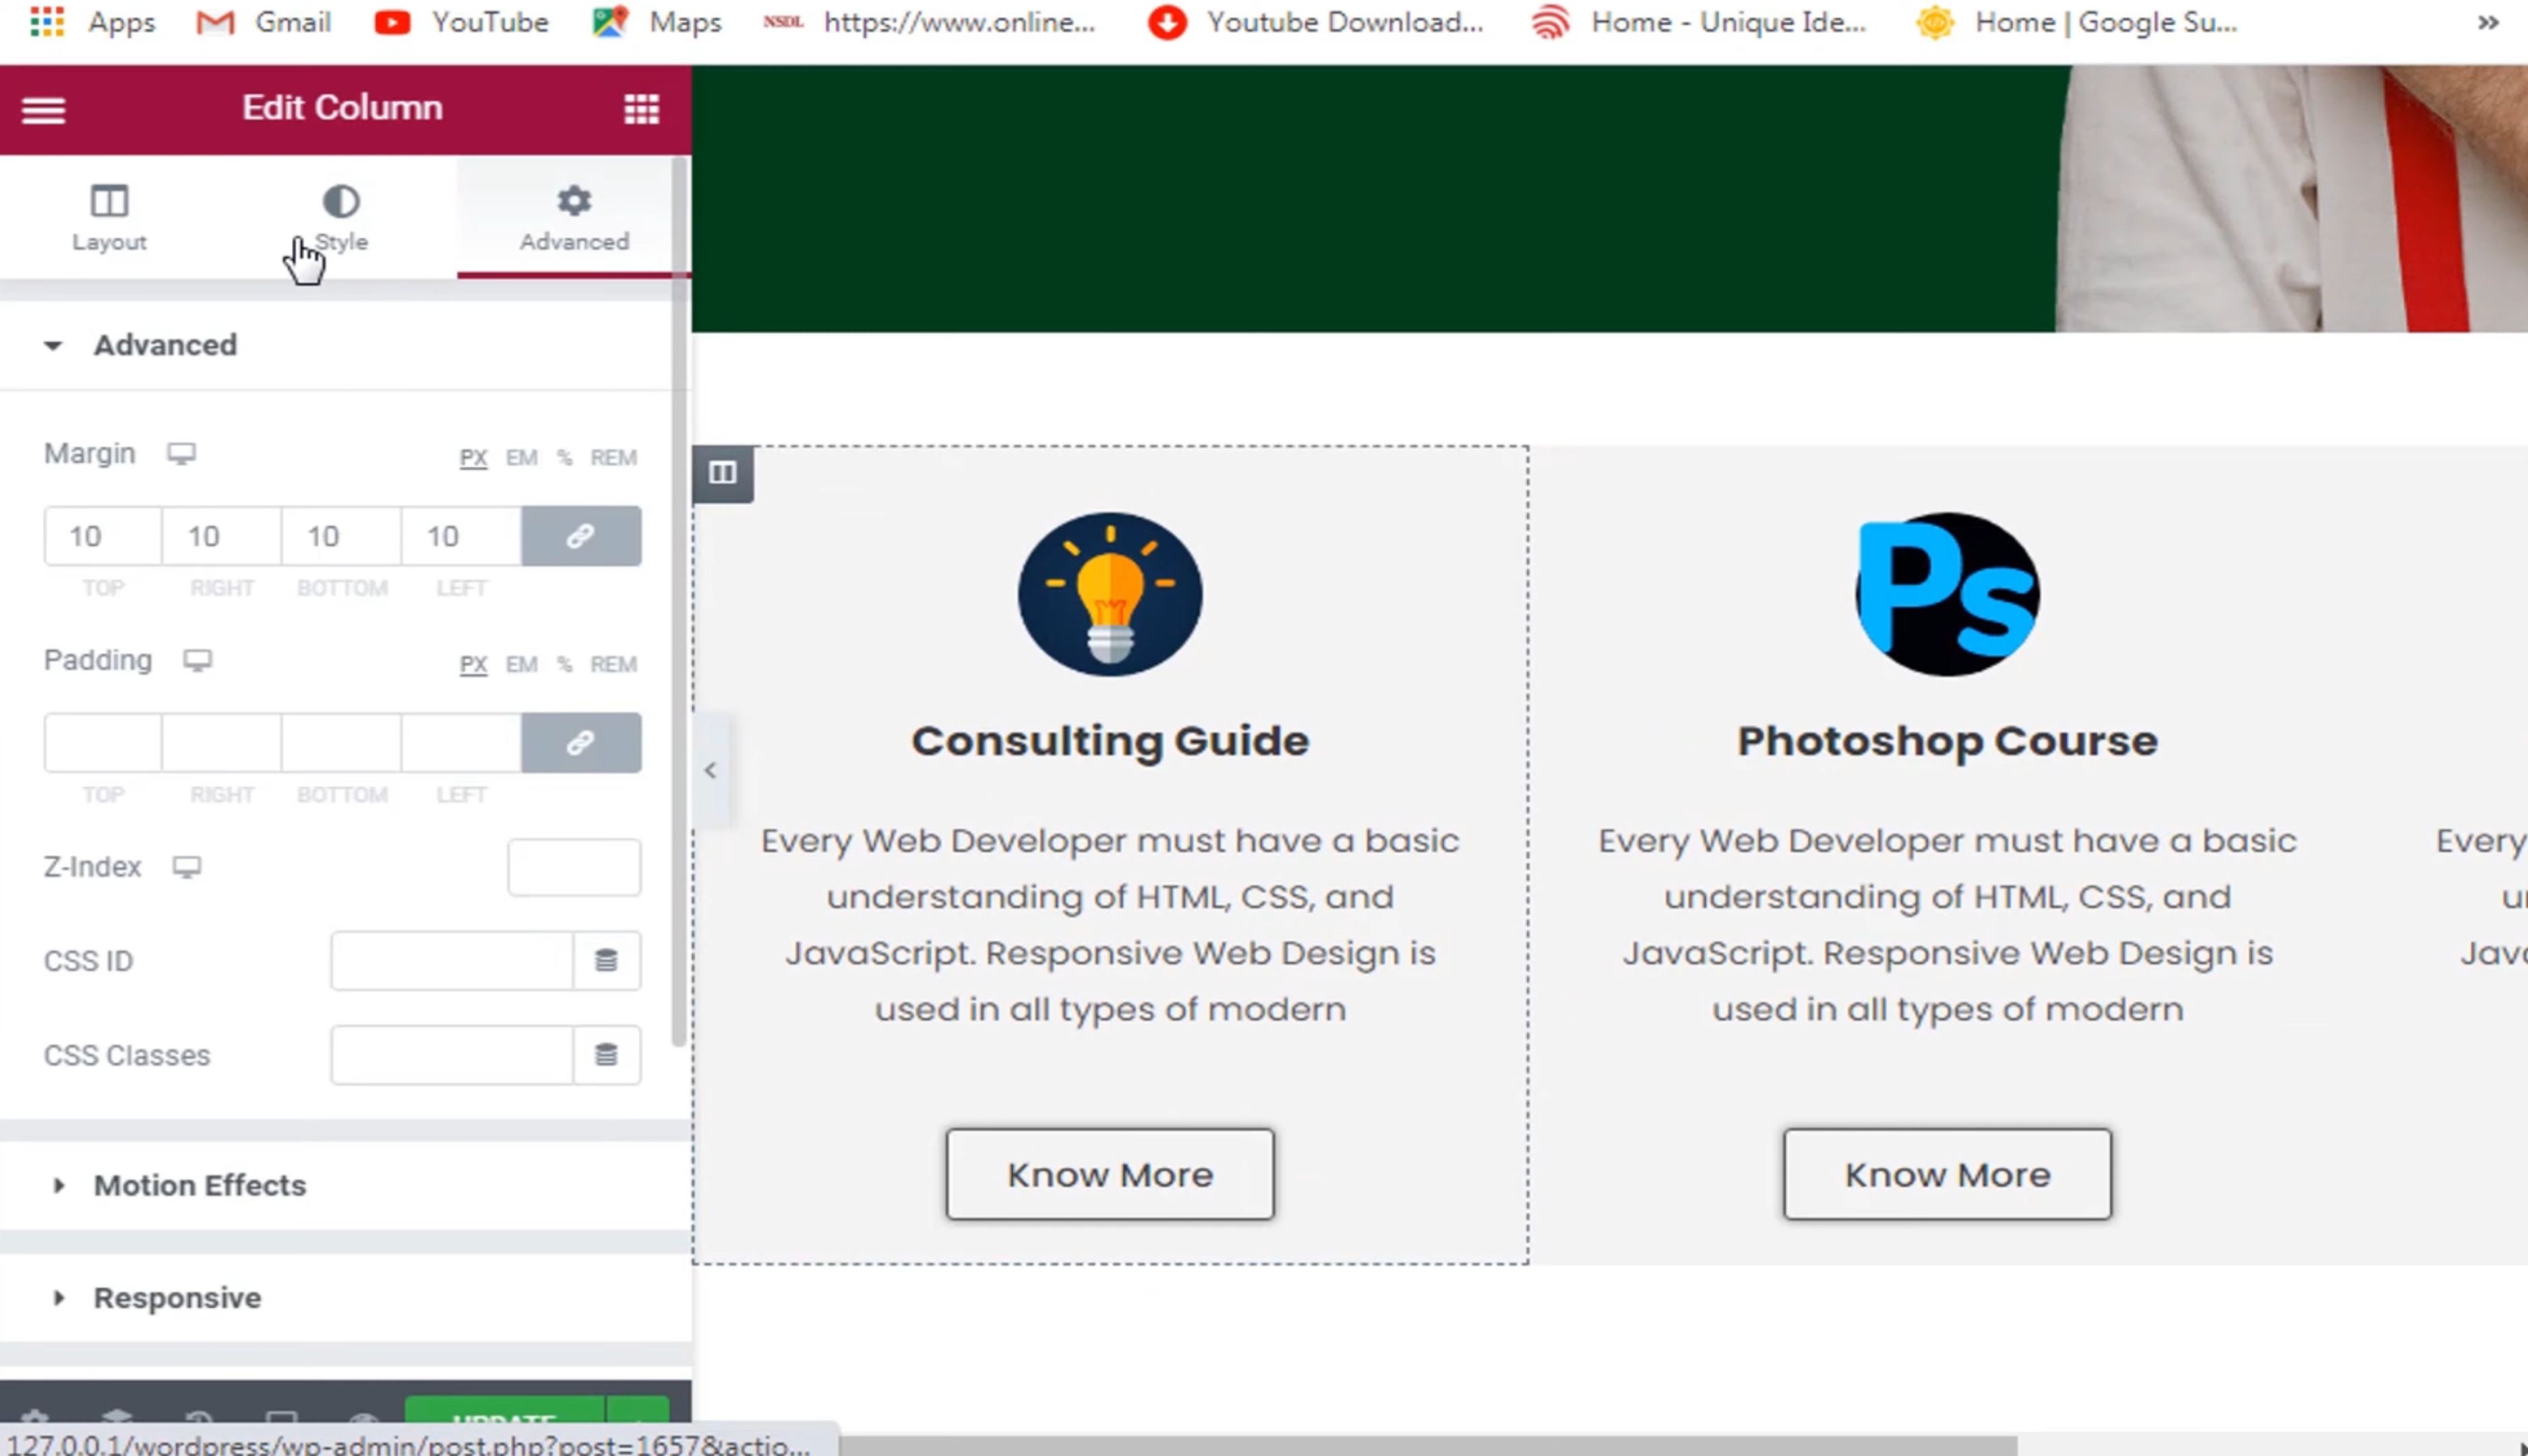 Apps Gmail YouTube Maps NSDL https://www.online... Youtube Download... Home - Unique Ide... Home | Google Su... »
Edit Column
Layout Style Advanced
Advanced
Margin PX EM % REM
10 10 10 10
TOP RIGHT BOTTOM LEFT
Padding PX EM % REM
TOP RIGHT BOTTOM LEFT
Z-Index
CSS ID
CSS Classes
Motion Effects
Responsive
UPDATE
127.0.0.1/wordpress/wp-admin/post.php?post=1657&actio...
Consulting Guide
Every Web Developer must have a basic
understanding of HTML, CSS, and
JavaScript. Responsive Web Design is
used in all types of modern
Know More
Ps
Photoshop Course
Every Web Developer must have a basic
understanding of HTML, CSS, and
JavaScript. Responsive Web Design is
used in all types of modern
Know More
Every